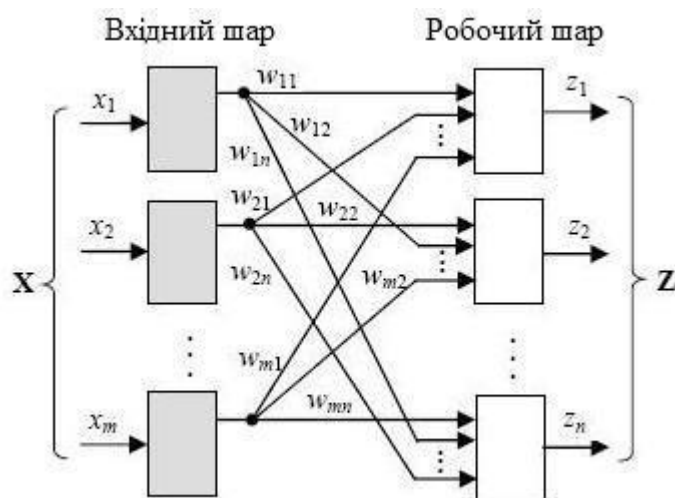 Вхідний шар Робочий шар
x1 w11 z1
w12
w1n
w21 w22
x2 z2
w2n wm2
X Z
wm1
xm wmn zn